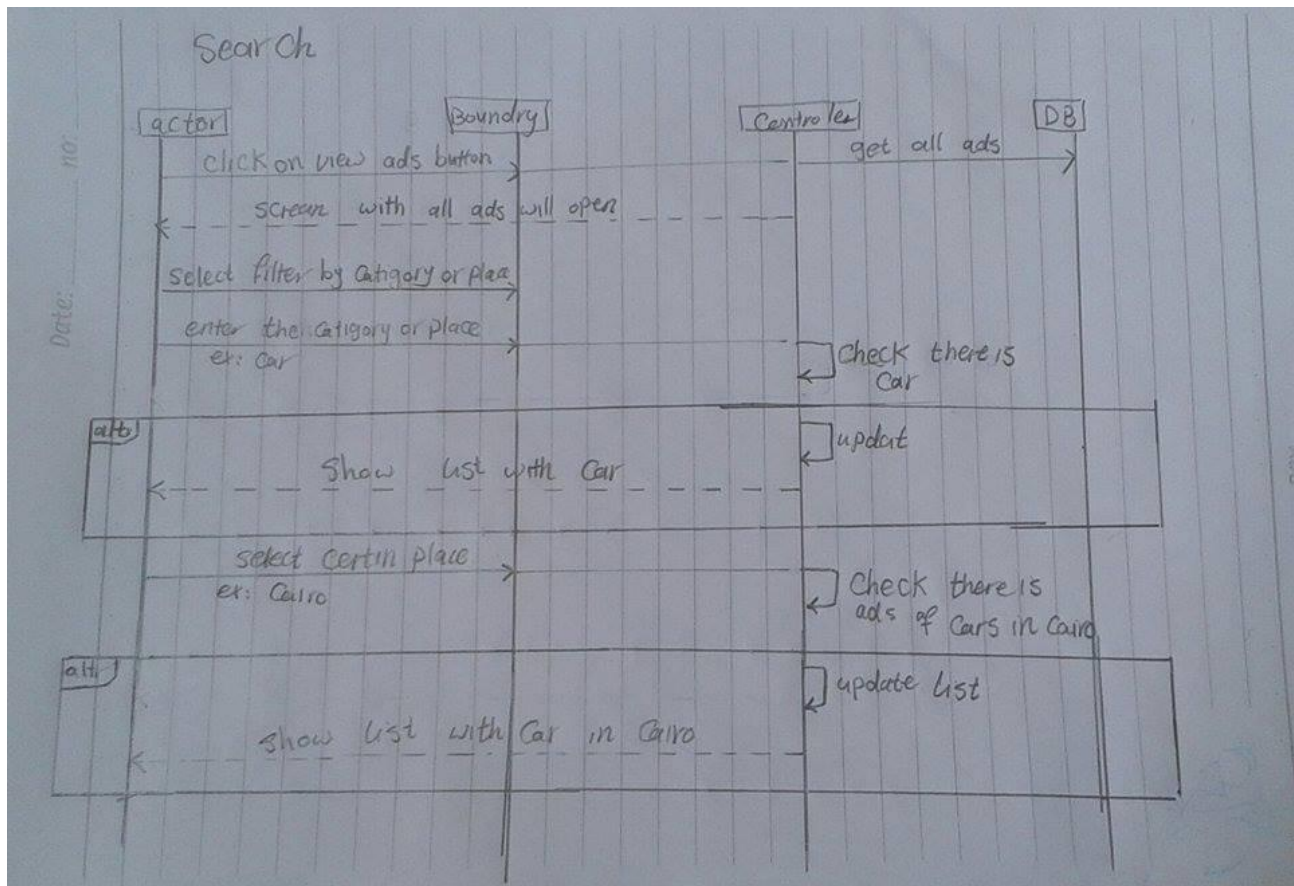 Search
no:
Date:
actor
Boundry
Controler
DB
click on view ads button
get all ads
screan with all ads will open
select filter by catigory or place
enter the catigory or place
ex: car
Check there is
Car
alt
updat
Show list with Car
select certin place
ex: Cairo
Check there is
ads of Cars in Cairo
alt
update list
show list with Car in Cairo